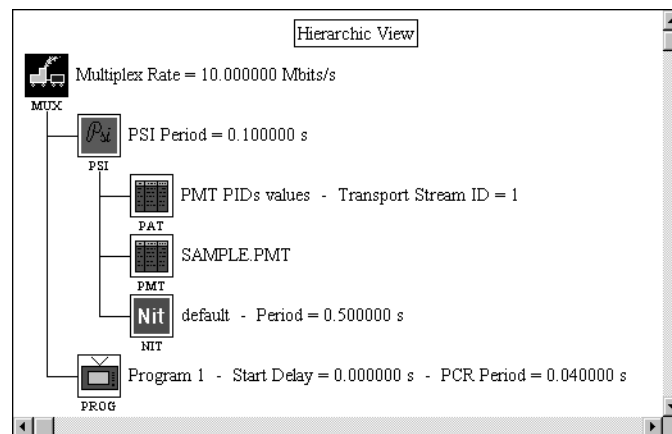 Hierarchic View
Multiplex Rate = 10.000000 Mbits/s
MUX
Psi
PSI Period = 0.100000 s
PSI
PMT PIDs values - Transport Stream ID = 1
PAT
SAMPLE.PMT
PMT
Nit
default - Period = 0.500000 s
NIT
Program 1 - Start Delay = 0.000000 s - PCR Period = 0.040000 s
PROG